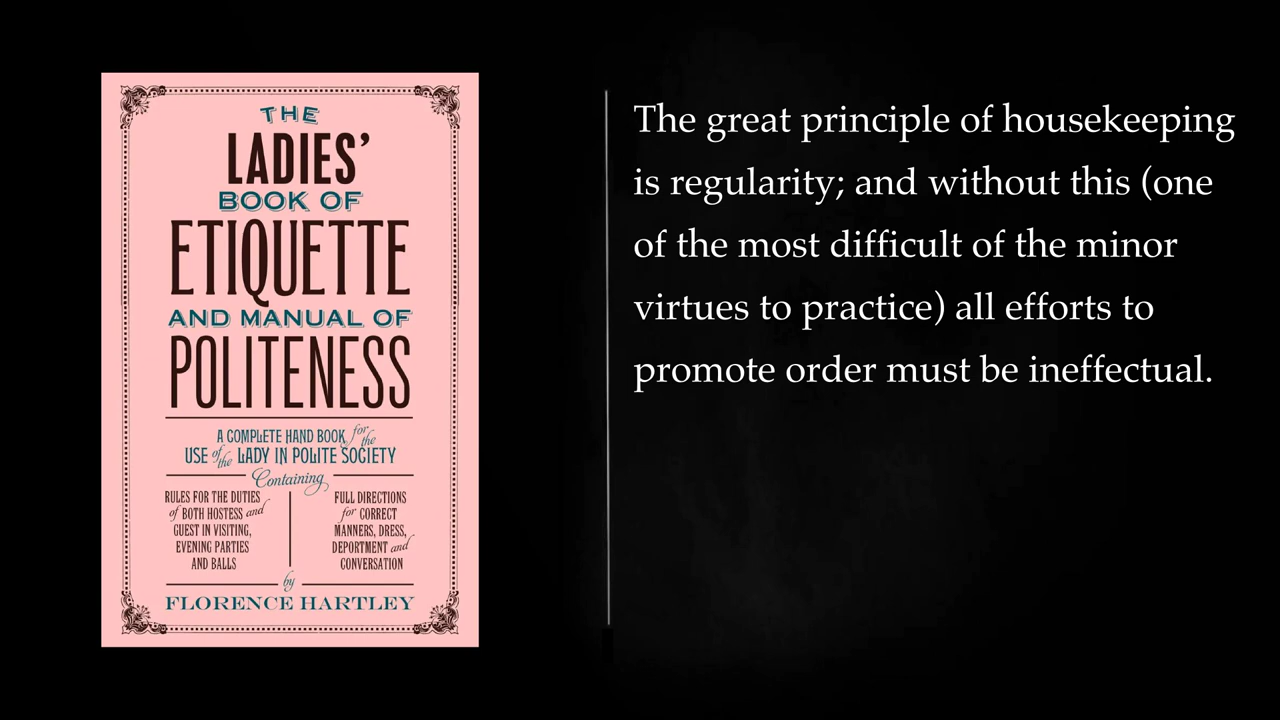 THE
LADIES'
BOOK OF
ETIQUETTE
AND MANUAL OF
POLITENESS
A COMPLETE HAND BOOK for the
USE of the LADY IN POLITE SOCIETY
Containing
RULES FOR THE DUTIES
of BOTH HOSTESS and
GUEST IN VISITING,
EVENING PARTIES
AND BALLS
FULL DIRECTIONS
for CORRECT
MANNERS, DRESS,
DEPORTMENT and
CONVERSATION
by
FLORENCE HARTLEY
The great principle of housekeeping
is regularity; and without this (one
of the most difficult of the minor
virtues to practice) all efforts to
promote order must be ineffectual.